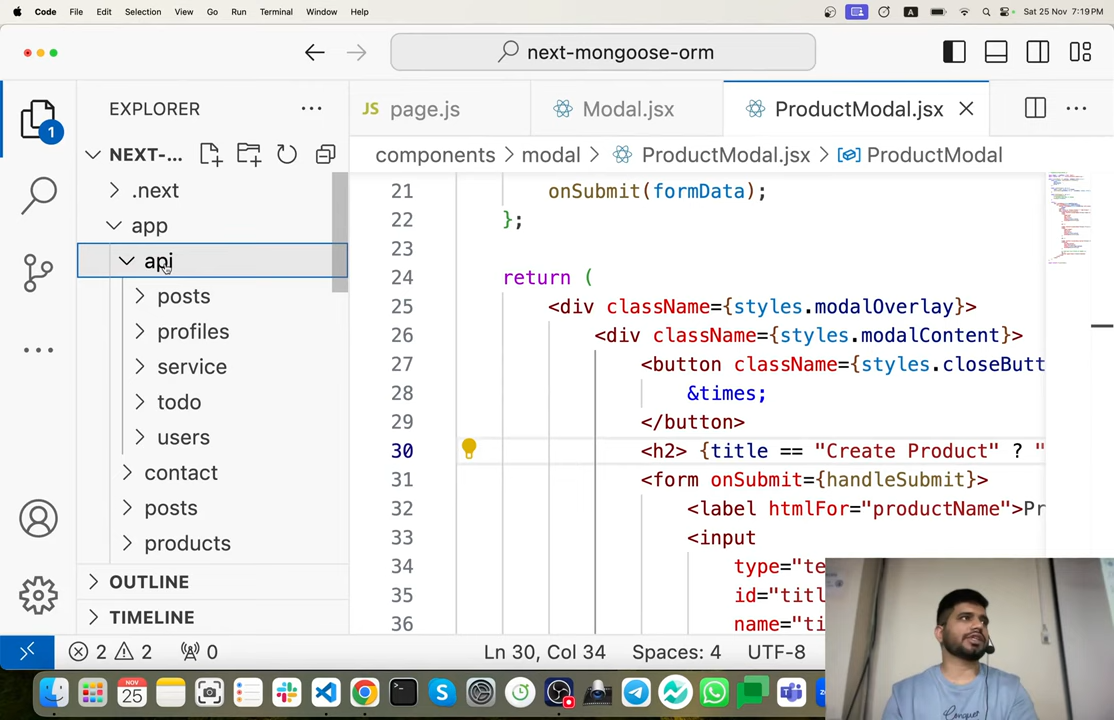 Code File Edit Selection View Go Run Terminal Window Help
A Sat 25 Nov 7:19 PM
next-mongoose-orm
1
EXPLORER
NEXT-...
.next
app
api
posts
profiles
service
todo
users
contact
posts
products
OUTLINE
TIMELINE
JS page.js
Modal.jsx
ProductModal.jsx
components > modal > ProductModal.jsx > ProductModal
21 onSubmit(formData);
22 };
23
24 return (
25 <div className={styles.modalOverlay}>
26 <div className={styles.modalContent}>
27 <button className={styles.closeButt
28 &times;
29 </button>
30 <h2> {title == "Create Product" ? "
31 <form onSubmit={handleSubmit}>
32 <label htmlFor="productName">Pr
33 <input
34 type="te
35 id="titl
36 name="ti
2 2 0
Ln 30, Col 34 Spaces: 4 UTF-8
NOV
25